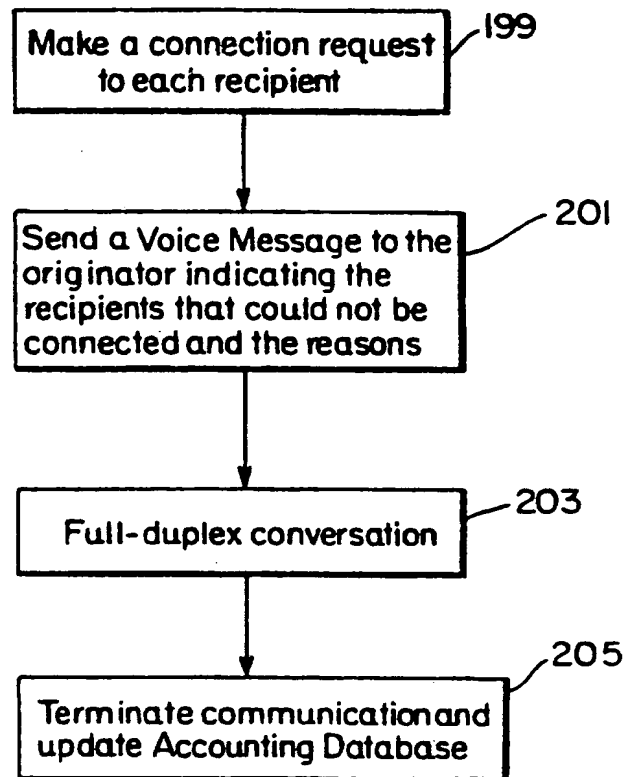 Make a connection request
to each recipient
199
Send a Voice Message to the
originator indicating the
recipients that could not be
connected and the reasons
201
Full-duplex conversation
203
Terminate communication and
update Accounting Database
205